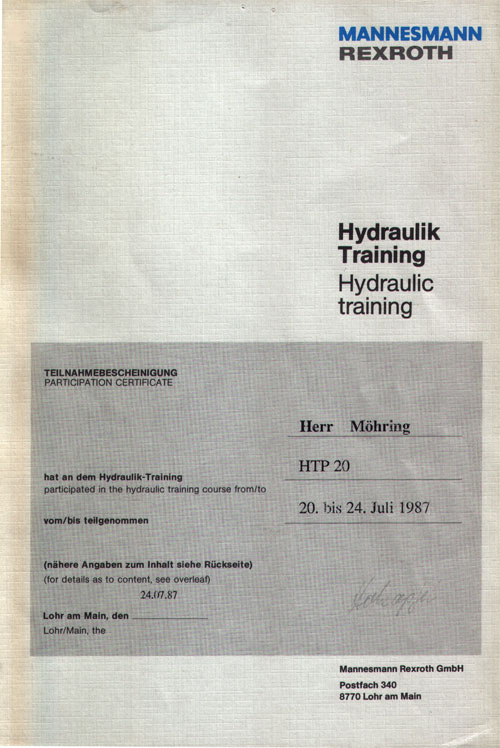 MANNESMANN
REXROTH
Hydraulik
Training
Hydraulic
training
TEILNAHMEBESCHEINIGUNG
PARTICIPATION CERTIFICATE
Herr Möhring
HTP 20
hat an dem Hydraulik-Training
participated in the hydraulic training course from/to
20. bis 24. Juli 1987
vom/bis teilgenommen
(nähere Angaben zum Inhalt siehe Rückseite)
(for details as to content, see overleaf)
24.07.87
Lohr am Main, den
Lohr/Main, the
Mannesmann Rexroth GmbH
Postfach 340
8770 Lohr am Main